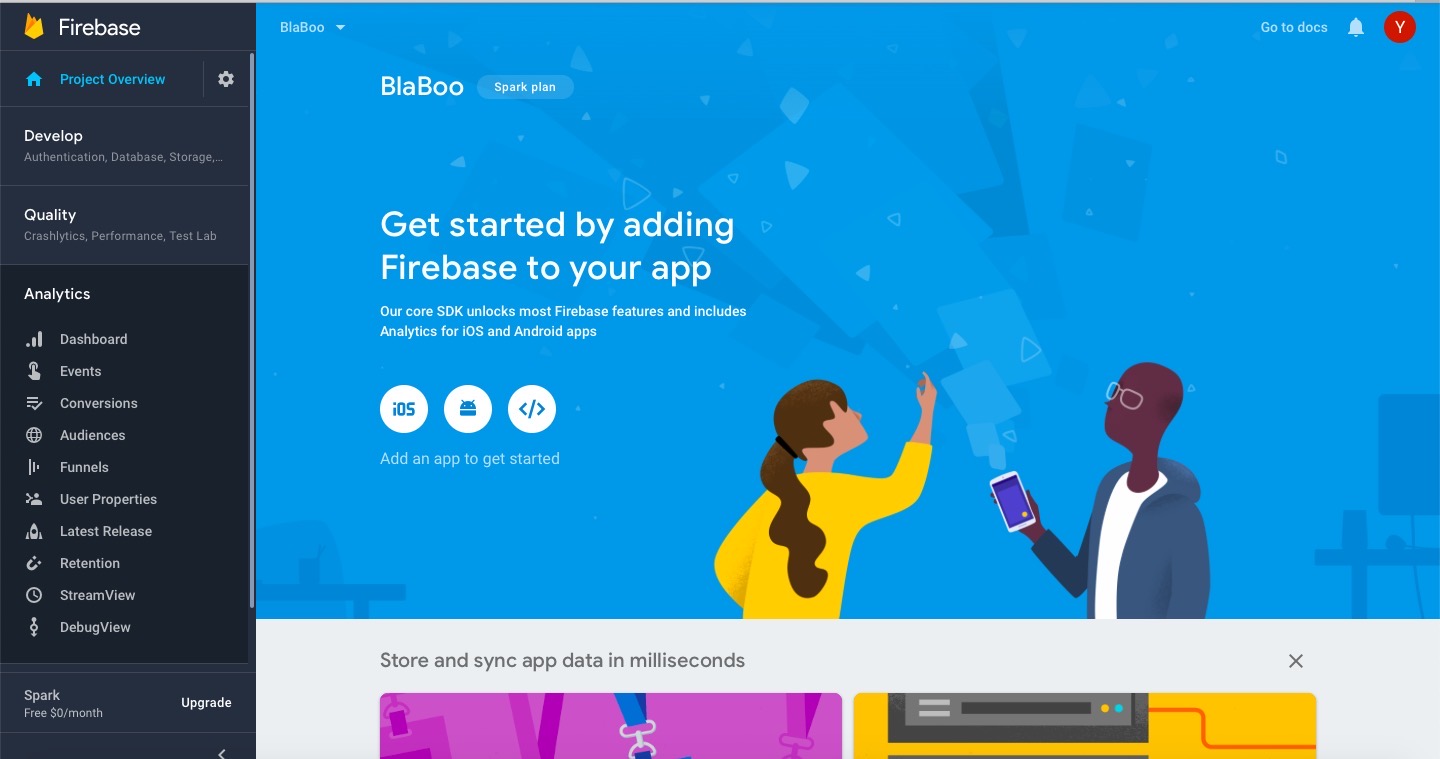 Firebase
Project Overview
Develop
Authentication, Database, Storage,...
Quality
Crashlytics, Performance, Test Lab
Analytics
Dashboard
Events
Conversions
Audiences
Funnels
User Properties
Latest Release
Retention
StreamView
DebugView
Spark
Free $0/month
Upgrade
BlaBoo
Go to docs
Y
BlaBoo
Spark plan
Get started by adding
Firebase to your app
Our core SDK unlocks most Firebase features and includes
Analytics for iOS and Android apps
iOS
Add an app to get started
Store and sync app data in milliseconds